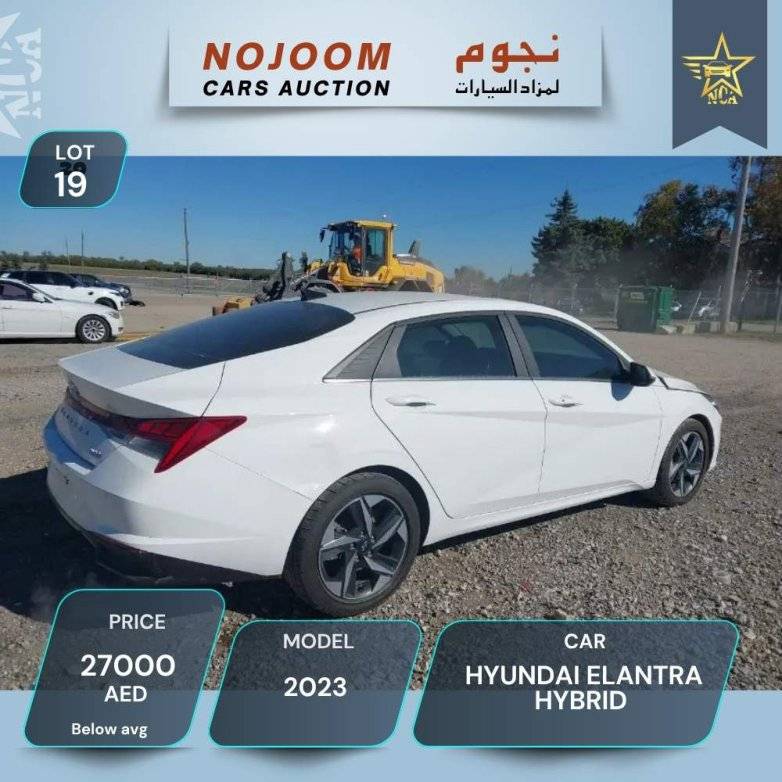 NOJOOM
CARS AUCTION
نجوم
لمزاد السيارات
NCA
NCA
LOT
19
PRICE
27000
AED
Below avg
MODEL
2023
CAR
HYUNDAI ELANTRA
HYBRID